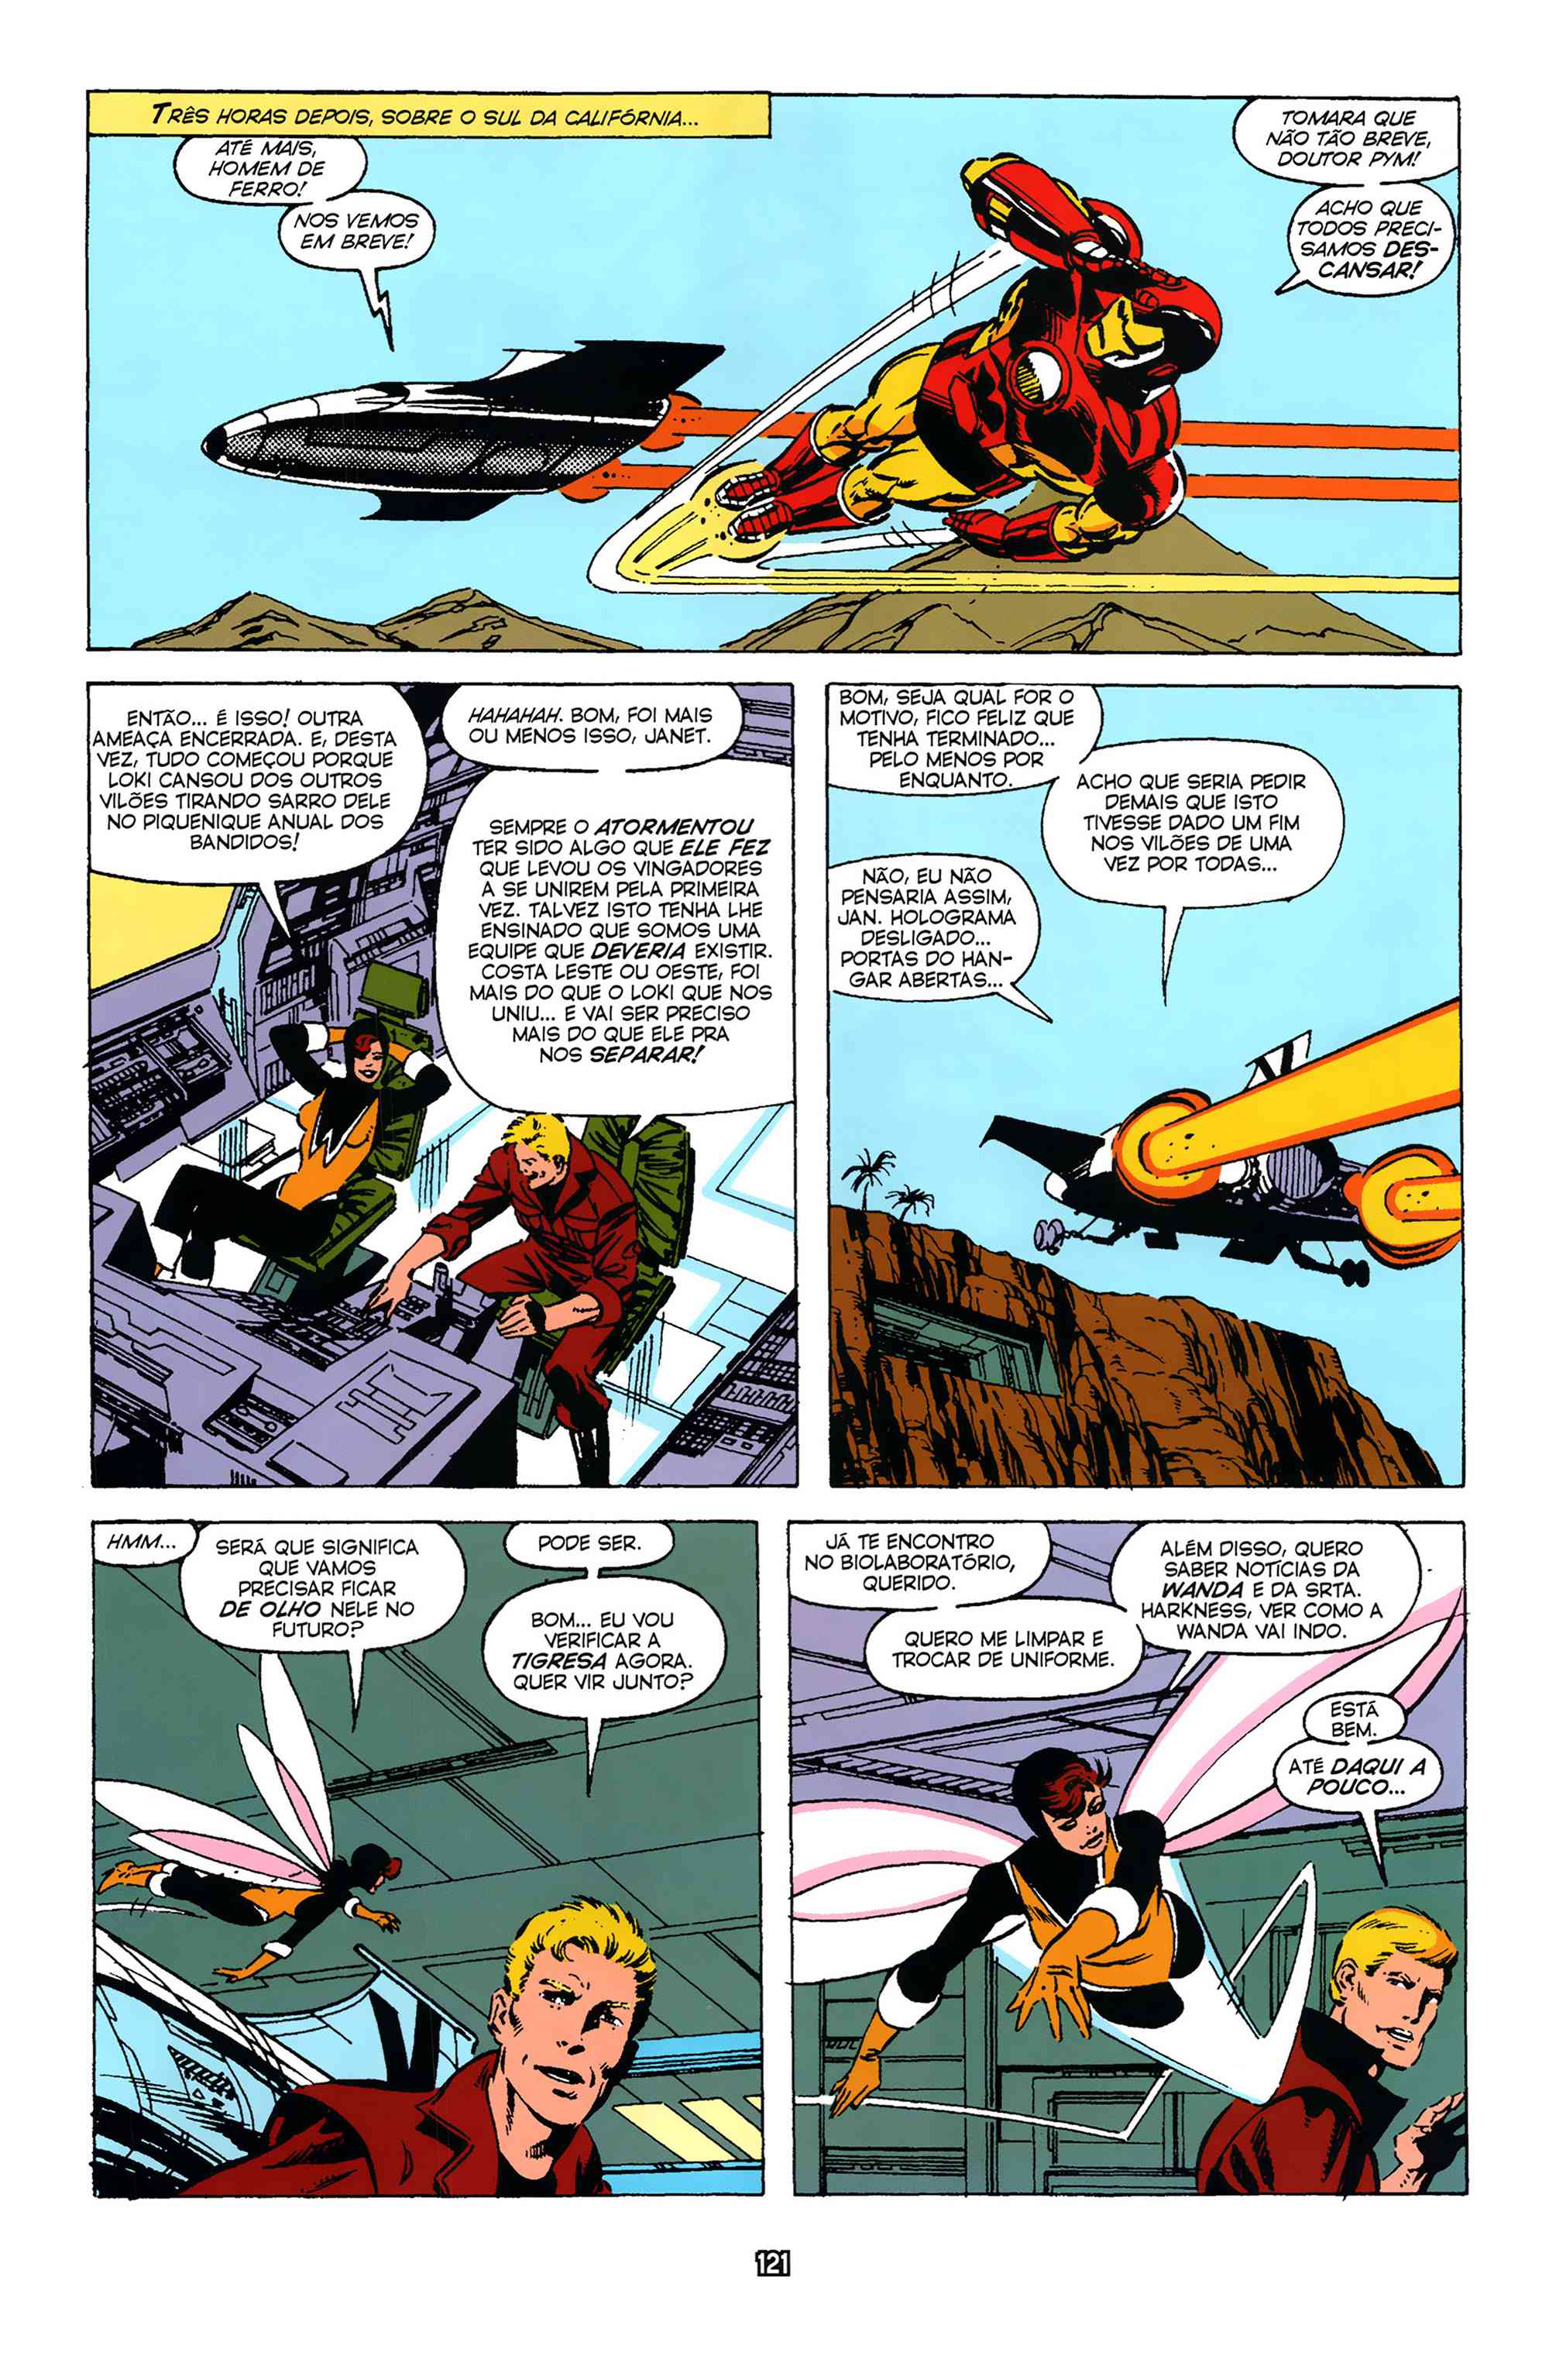 TRÊS HORAS DEPOIS, SOBRE O SUL DA CALIFÓRNIA...
ATÉ MAIS,
HOMEM DE
FERRO!
NOS VEMOS
EM BREVE!
TOMARA QUE
NÃO TÃO BREVE,
DOUTOR PYM!
ACHO QUE
TODOS PRECI-
SAMOS DES-
CANSAR!
ENTÃO... É ISSO! OUTRA
AMEAÇA ENCERRADA. E, DESTA
VEZ, TUDO COMEÇOU PORQUE
LOKI CANSOU DOS OUTROS
VILÕES TIRANDO SARRO DELE
NO PIQUENIQUE ANUAL DOS
BANDIDOS!
HAHAHAH. BOM, FOI MAIS
OU MENOS ISSO, JANET.
SEMPRE O ATORMENTOU
TER SIDO ALGO QUE ELE FEZ
QUE LEVOU OS VINGADORES
A SE UNIREM PELA PRIMEIRA
VEZ. TALVEZ ISTO TENHA LHE
ENSINADO QUE SOMOS UMA
EQUIPE QUE DEVERIA EXISTIR.
COSTA LESTE OU OESTE, FOI
MAIS DO QUE O LOKI QUE NOS
UNIU... E VAI SER PRECISO
MAIS DO QUE ELE PRA
NOS SEPARAR!
BOM, SEJA QUAL FOR O
MOTIVO, FICO FELIZ QUE
TENHA TERMINADO...
PELO MENOS POR
ENQUANTO.
ACHO QUE SERIA PEDIR
DEMAIS QUE ISTO
TIVESSE DADO UM FIM
NOS VILÕES DE UMA
VEZ POR TODAS...
NÃO, EU NÃO
PENSARIA ASSIM,
JAN. HOLOGRAMA
DESLIGADO...
PORTAS DO HAN-
GAR ABERTAS...
HMM...
SERÁ QUE SIGNIFICA
QUE VAMOS
PRECISAR FICAR
DE OLHO NELE NO
FUTURO?
PODE SER.
BOM... EU VOU
VERIFICAR A
TIGRESA AGORA.
QUER VIR JUNTO?
JÁ TE ENCONTRO
NO BIOLABORATÓRIO,
QUERIDO.
QUERO ME LIMPAR E
TROCAR DE UNIFORME.
ALÉM DISSO, QUERO
SABER NOTÍCIAS DA
WANDA E DA SRTA.
HARKNESS, VER COMO A
WANDA VAI INDO.
ESTÁ
BEM.
ATÉ DAQUI A
POUCO...
121